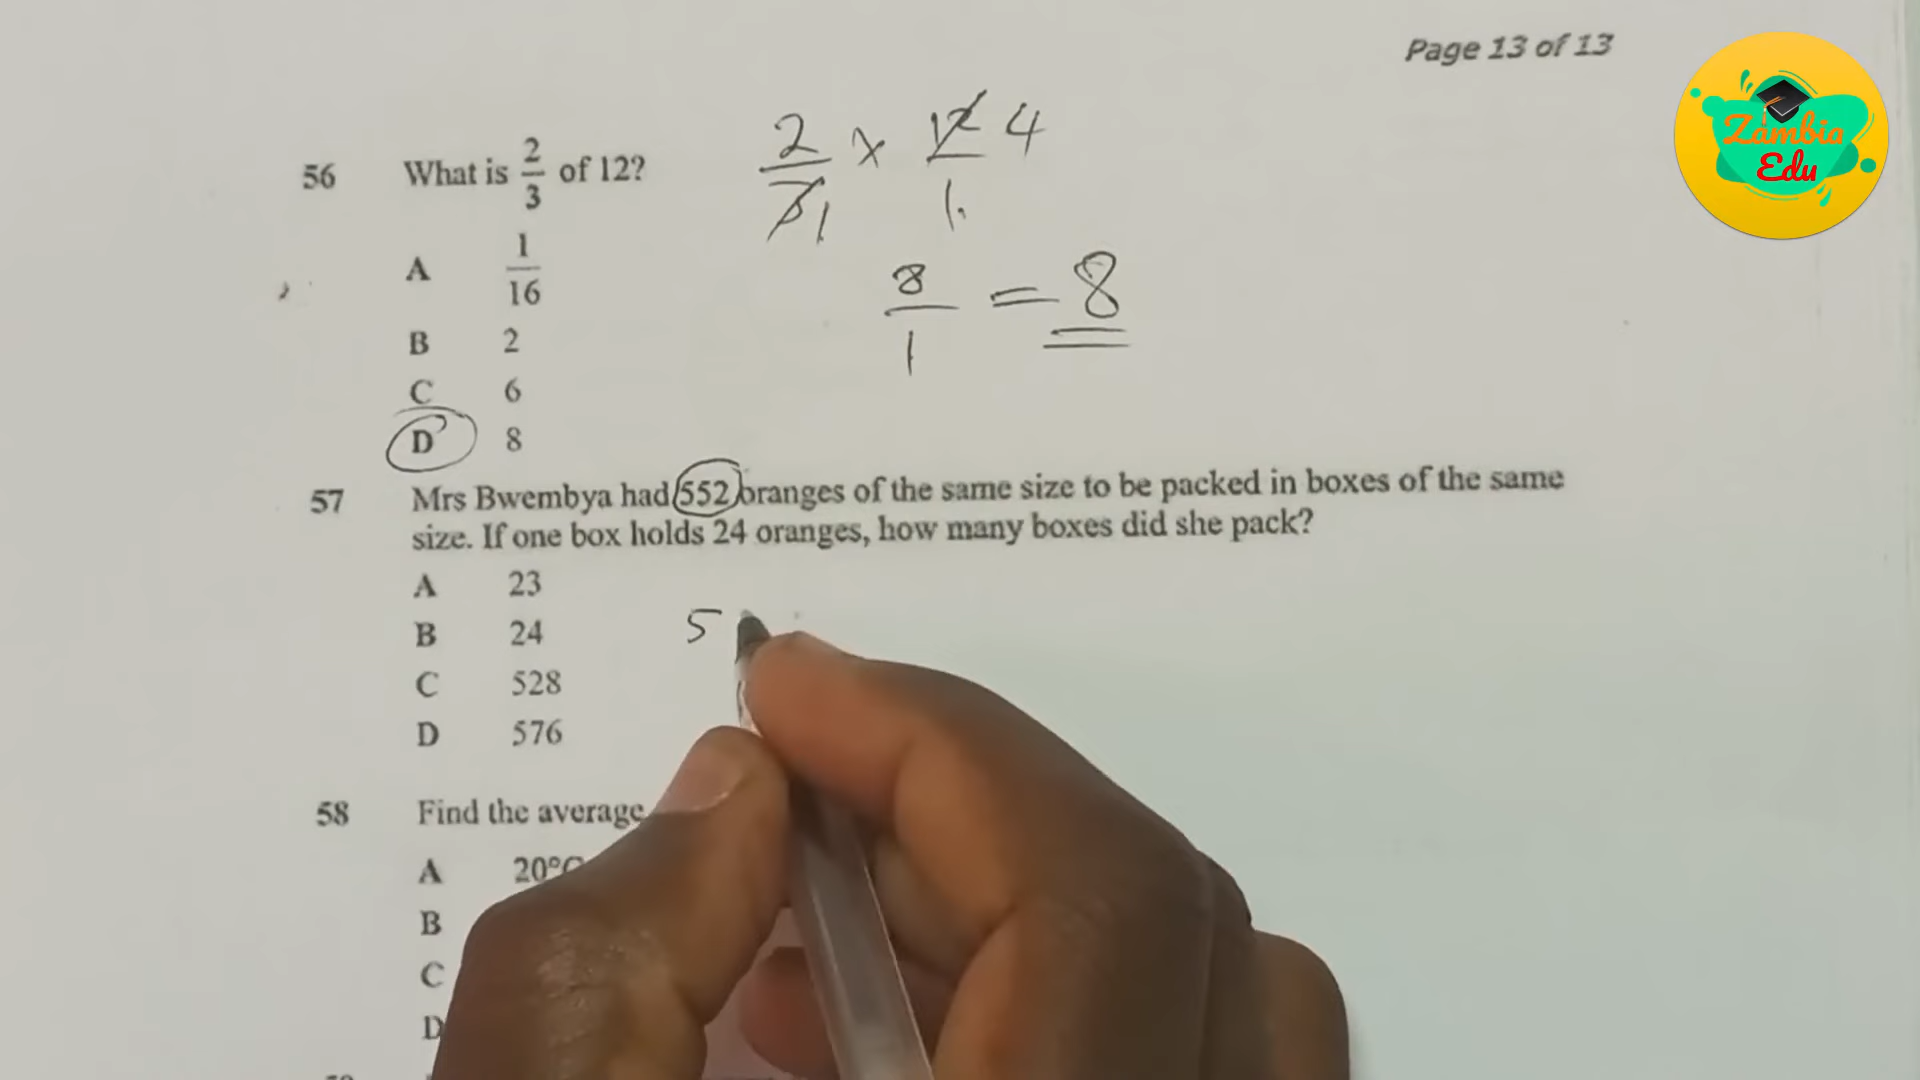 Page 13 of 13
Zambia
Edu
56 What is 2/3 of 12?
2/3 1 × 12/1. 4
A 1/16
8/1 = 8
B 2
C 6
D 8
57 Mrs Bwembya had 552 oranges of the same size to be packed in boxes of the same
size. If one box holds 24 oranges, how many boxes did she pack?
A 23
5
B 24
C 528
D 576
58 Find the average
A 20°C
B
C
D